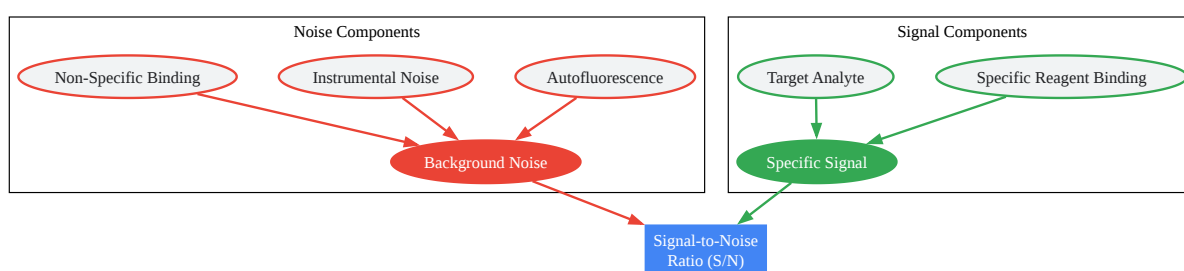 Noise Components
Signal Components
Non-Specific Binding
Instrumental Noise
Autofluorescence
Target Analyte
Specific Reagent Binding
Background Noise
Specific Signal
Signal-to-Noise
Ratio (S/N)